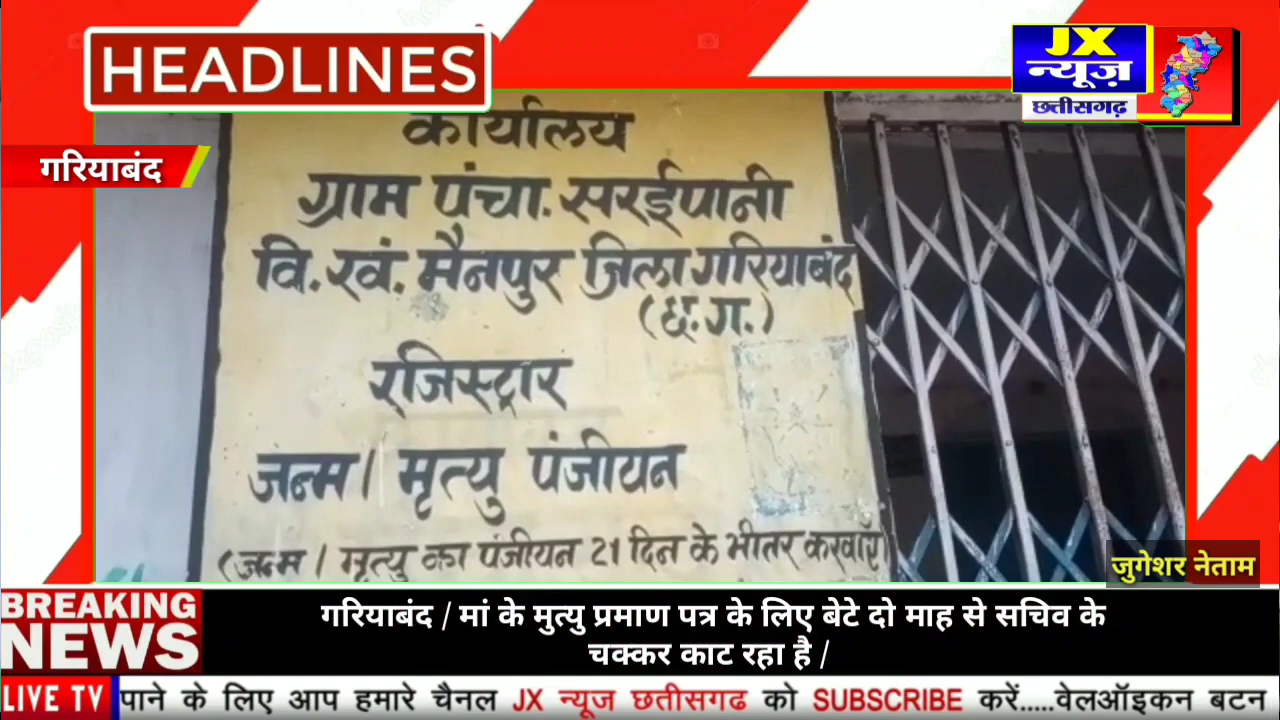 HEADLINES
JX
न्यूज़
छत्तीसगढ़
गरियाबंद
कार्यालय
ग्राम पंचा. सरईपानी
वि.खं. मैनपुर जिला गरियाबंद
(छ.ग.)
रजिस्ट्रार
जन्म / मृत्यु पंजीयन
(जन्म / मृत्यु का पंजीयन 21 दिन के भीतर करवाएं)
जुगेशर नेताम
BREAKING
NEWS
गरियाबंद / मां के मुत्यु प्रमाण पत्र के लिए बेटे दो माह से सचिव के
चक्कर काट रहा है /
LIVE TV पाने के लिए आप हमारे चैनल JX न्यूज छतीसगढ को SUBSCRIBE करें.....वेलऑइकन बटन